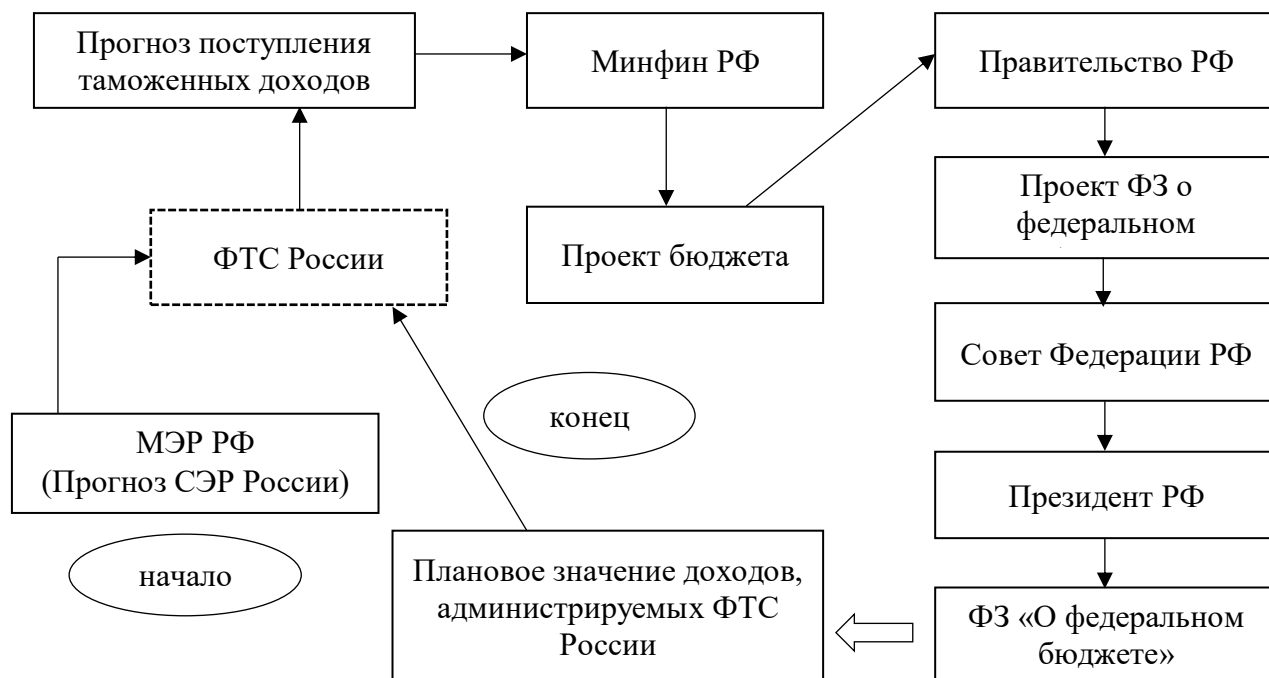 Прогноз поступления
таможенных доходов
Минфин РФ
Правительство РФ
Проект ФЗ о
федеральном
ФТС России
Проект бюджета
Совет Федерации РФ
конец
МЭР РФ
(Прогноз СЭР России)
Президент РФ
начало
Плановое значение доходов,
администрируемых ФТС
России
ФЗ «О федеральном
бюджете»